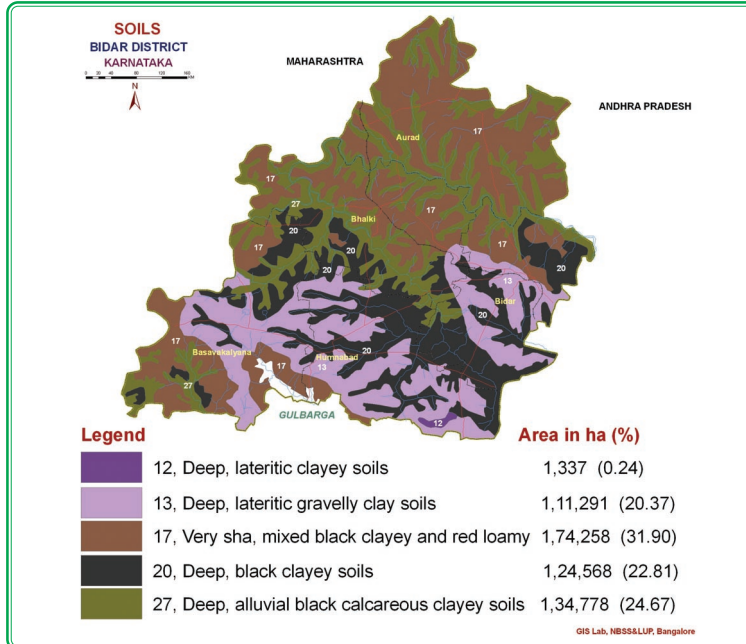 SOILS
BIDAR DISTRICT
KARNATAKA
N
MAHARASHTRA
ANDHRA PRADESH
Aurad
17
17
27
17
20
Bhalki
17
20
17
20
20
13
Bidar
20
17
Basavakalyana
Humnabad
20
17
13
27
GULBARGA
12
Legend
Area in ha (%)
12, Deep, lateritic clayey soils 1,337 (0.24)
13, Deep, lateritic gravelly clay soils 1,11,291 (20.37)
17, Very sha, mixed black clayey and red loamy 1,74,258 (31.90)
20, Deep, black clayey soils 1,24,568 (22.81)
27, Deep, alluvial black calcareous clayey soils 1,34,778 (24.67)
GIS Lab, NBSS&LUP, Bangalore